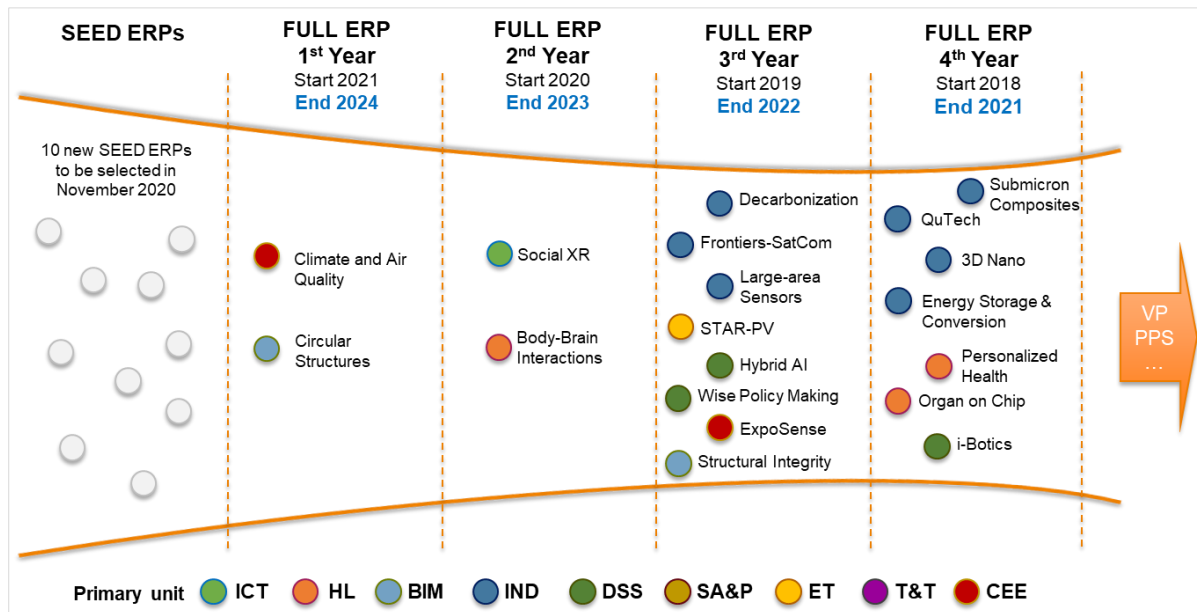 SEED ERPs
FULL ERP
1st Year
Start 2021
End 2024
FULL ERP
2nd Year
Start 2020
End 2023
FULL ERP
3rd Year
Start 2019
End 2022
FULL ERP
4th Year
Start 2018
End 2021
10 new SEED ERPs
to be selected in
November 2020
Climate and Air
Quality
Circular
Structures
Social XR
Body-Brain
Interactions
Decarbonization
Frontiers-SatCom
Large-area
Sensors
STAR-PV
Hybrid AI
Wise Policy Making
ExpoSense
Structural Integrity
Submicron
Composites
QuTech
3D Nano
Energy Storage &
Conversion
Personalized
Health
Organ on Chip
i-Botics
VP
PPS
...
Primary unit ICT HL BIM IND DSS SA&P ET T&T CEE